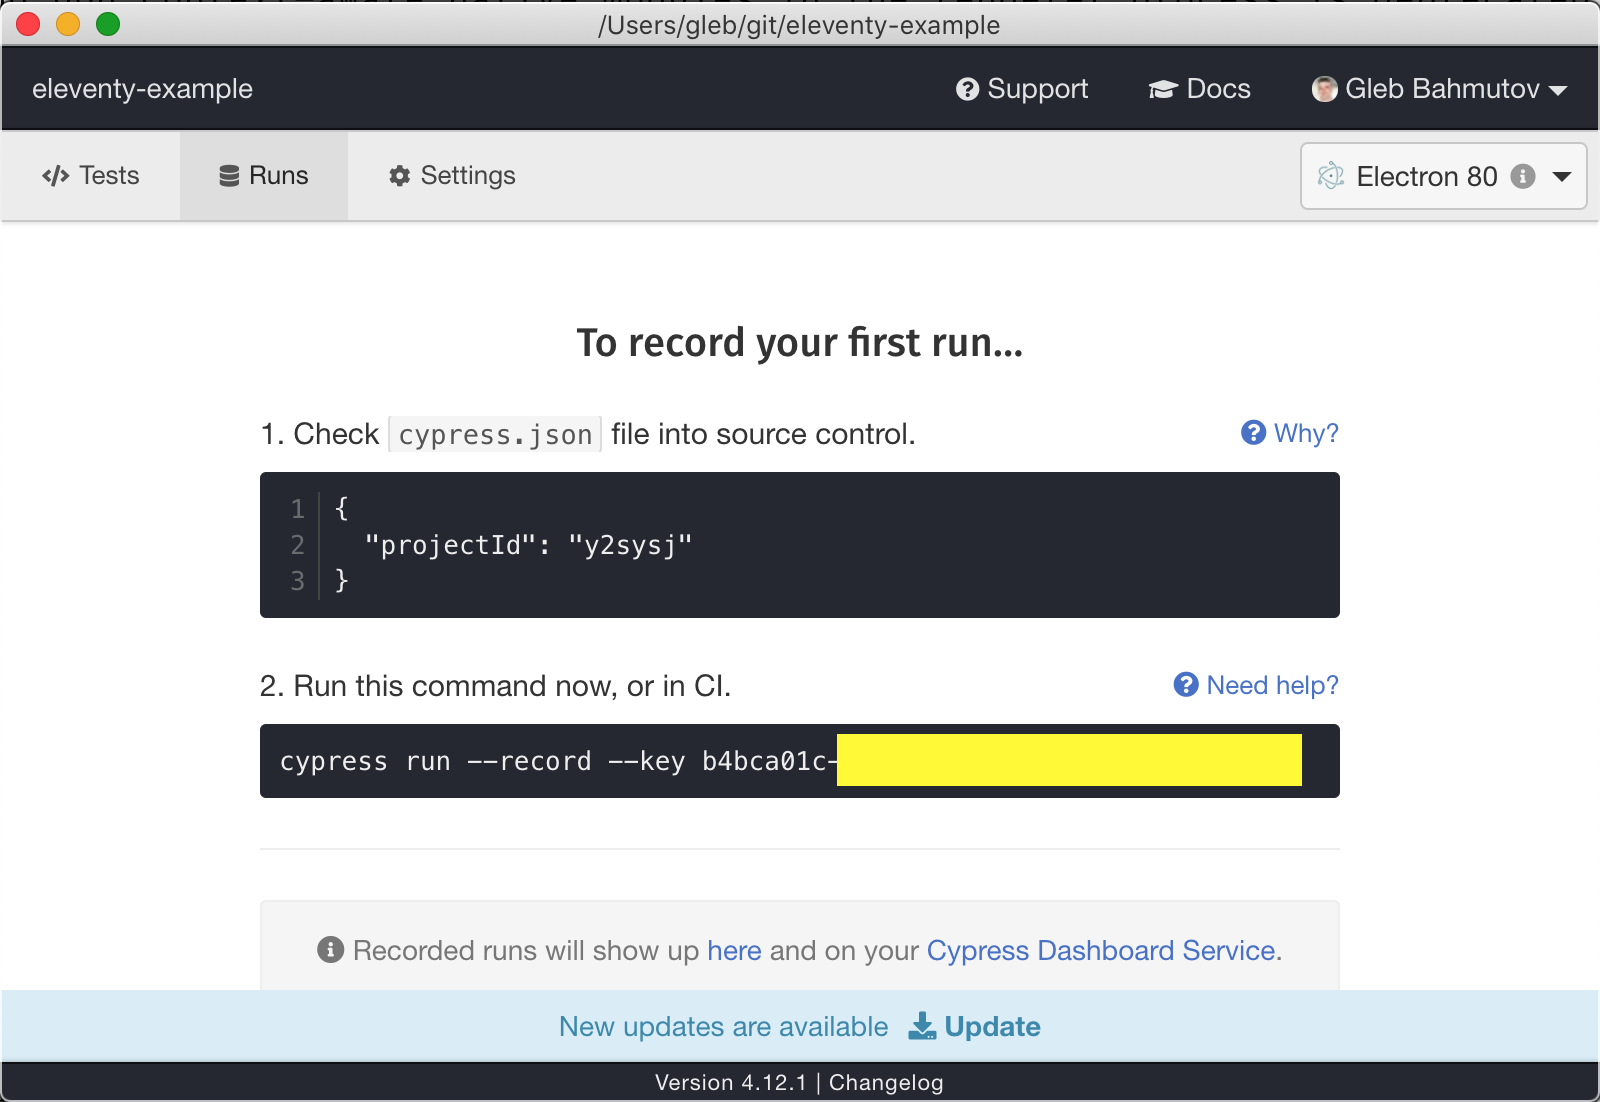 /Users/gleb/git/eleventy-example
eleventy-example
Support
Docs
Gleb Bahmutov
Tests
Runs
Settings
Electron 80
To record your first run...
1. Check cypress.json file into source control.
Why?
1 {
2 "projectId": "y2sysj"
3 }
2. Run this command now, or in CI.
Need help?
cypress run --record --key b4bca01c-
Recorded runs will show up here and on your Cypress Dashboard Service.
New updates are available Update
Version 4.12.1 | Changelog